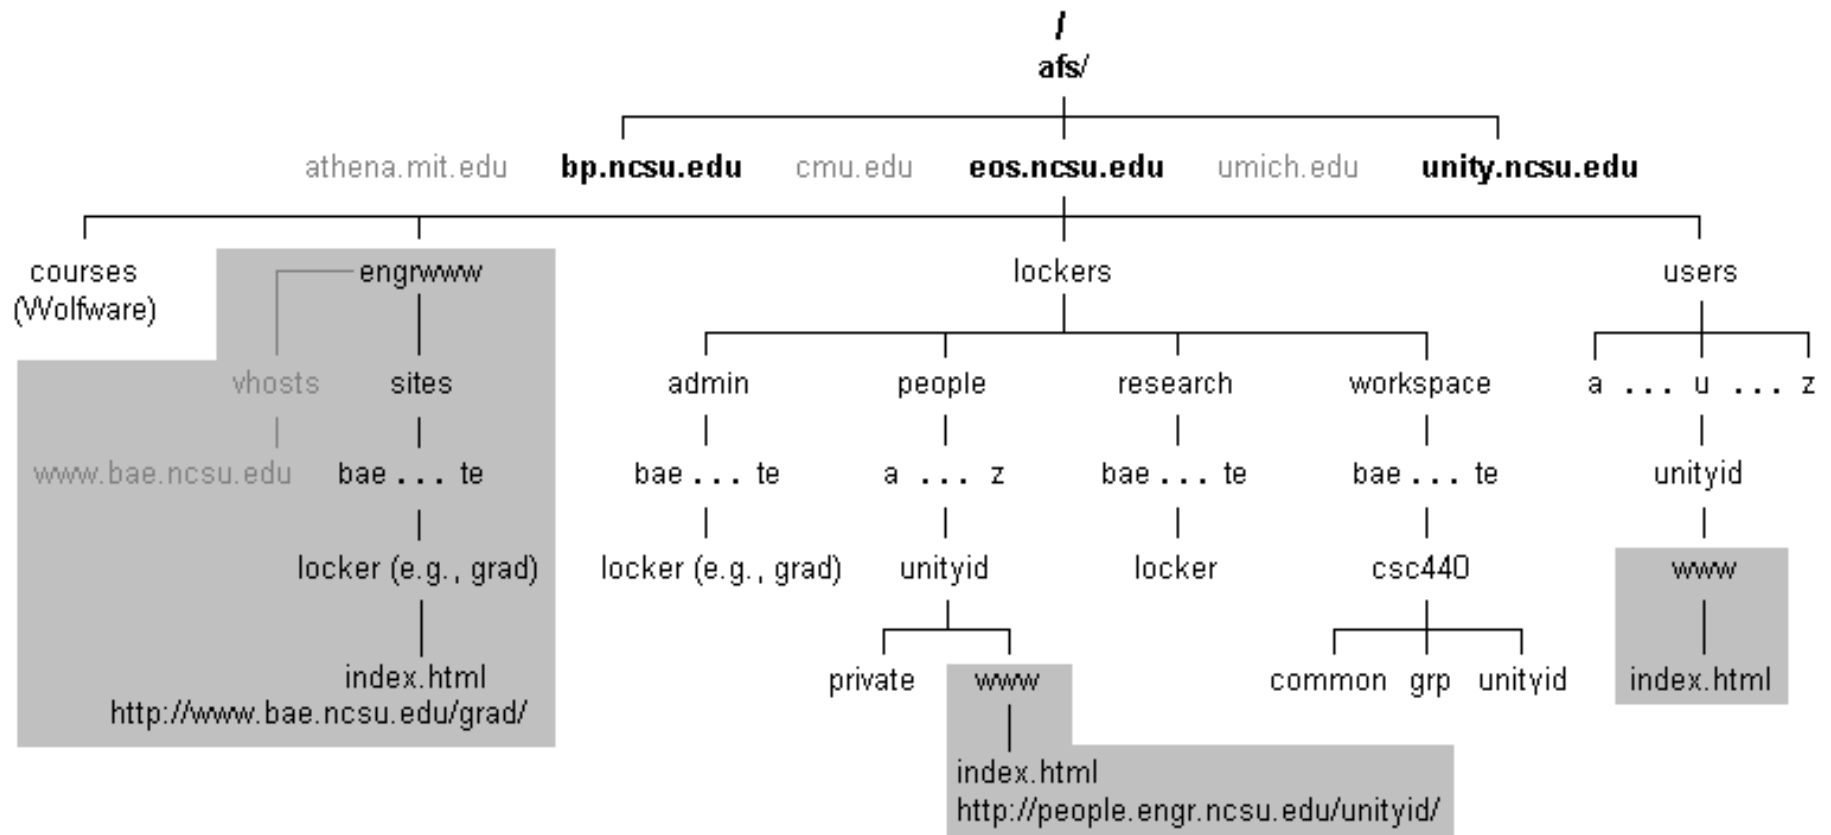 /
afs/
athena.mit.edu bp.ncsu.edu cmu.edu eos.ncsu.edu umich.edu unity.ncsu.edu
courses engrwww lockers users
(Wolfware)
vhosts sites admin people research workspace a ... u ... z
www.bae.ncsu.edu bae ... te bae ... te a ... z bae ... te bae ... te unityid
locker (e.g., grad) locker (e.g., grad) unityid locker csc440 www
index.html private www common grp unityid index.html
http://www.bae.ncsu.edu/grad/
index.html
http://people.engr.ncsu.edu/unityid/